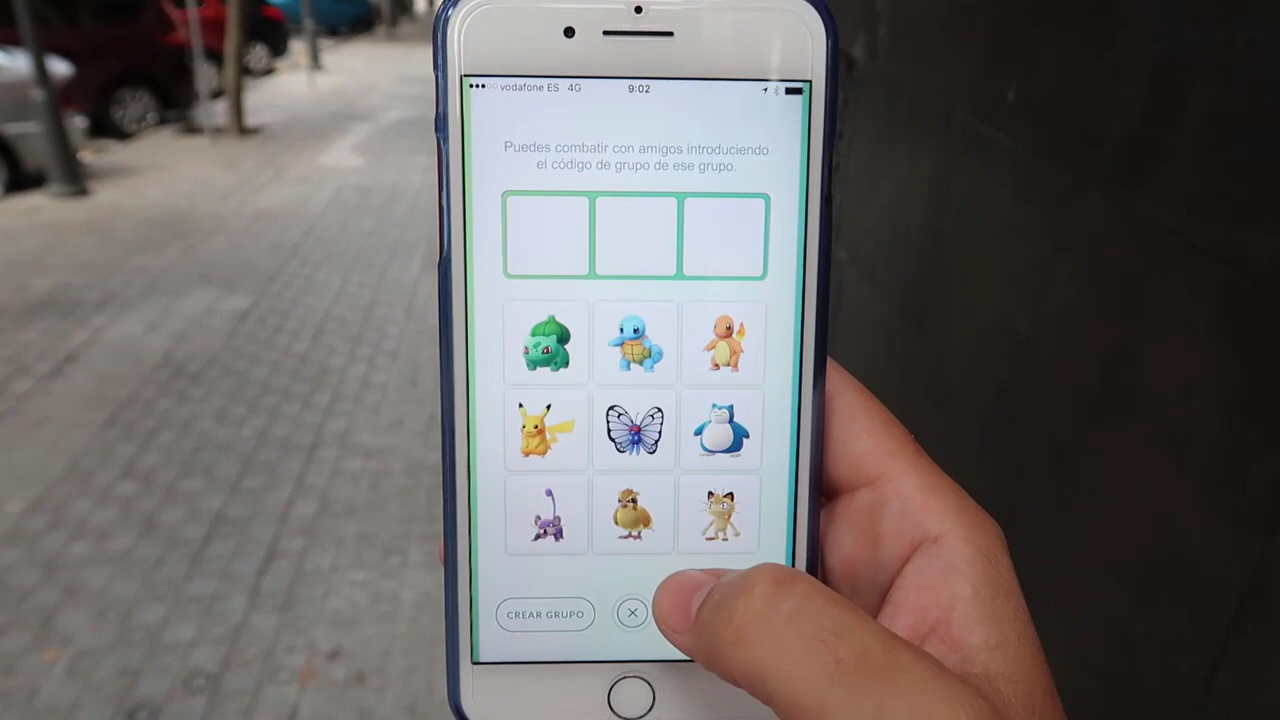 vodafone ES 4G 9:02
Puedes combatir con amigos introduciendo
el código de grupo de ese grupo.
CREAR GRUPO